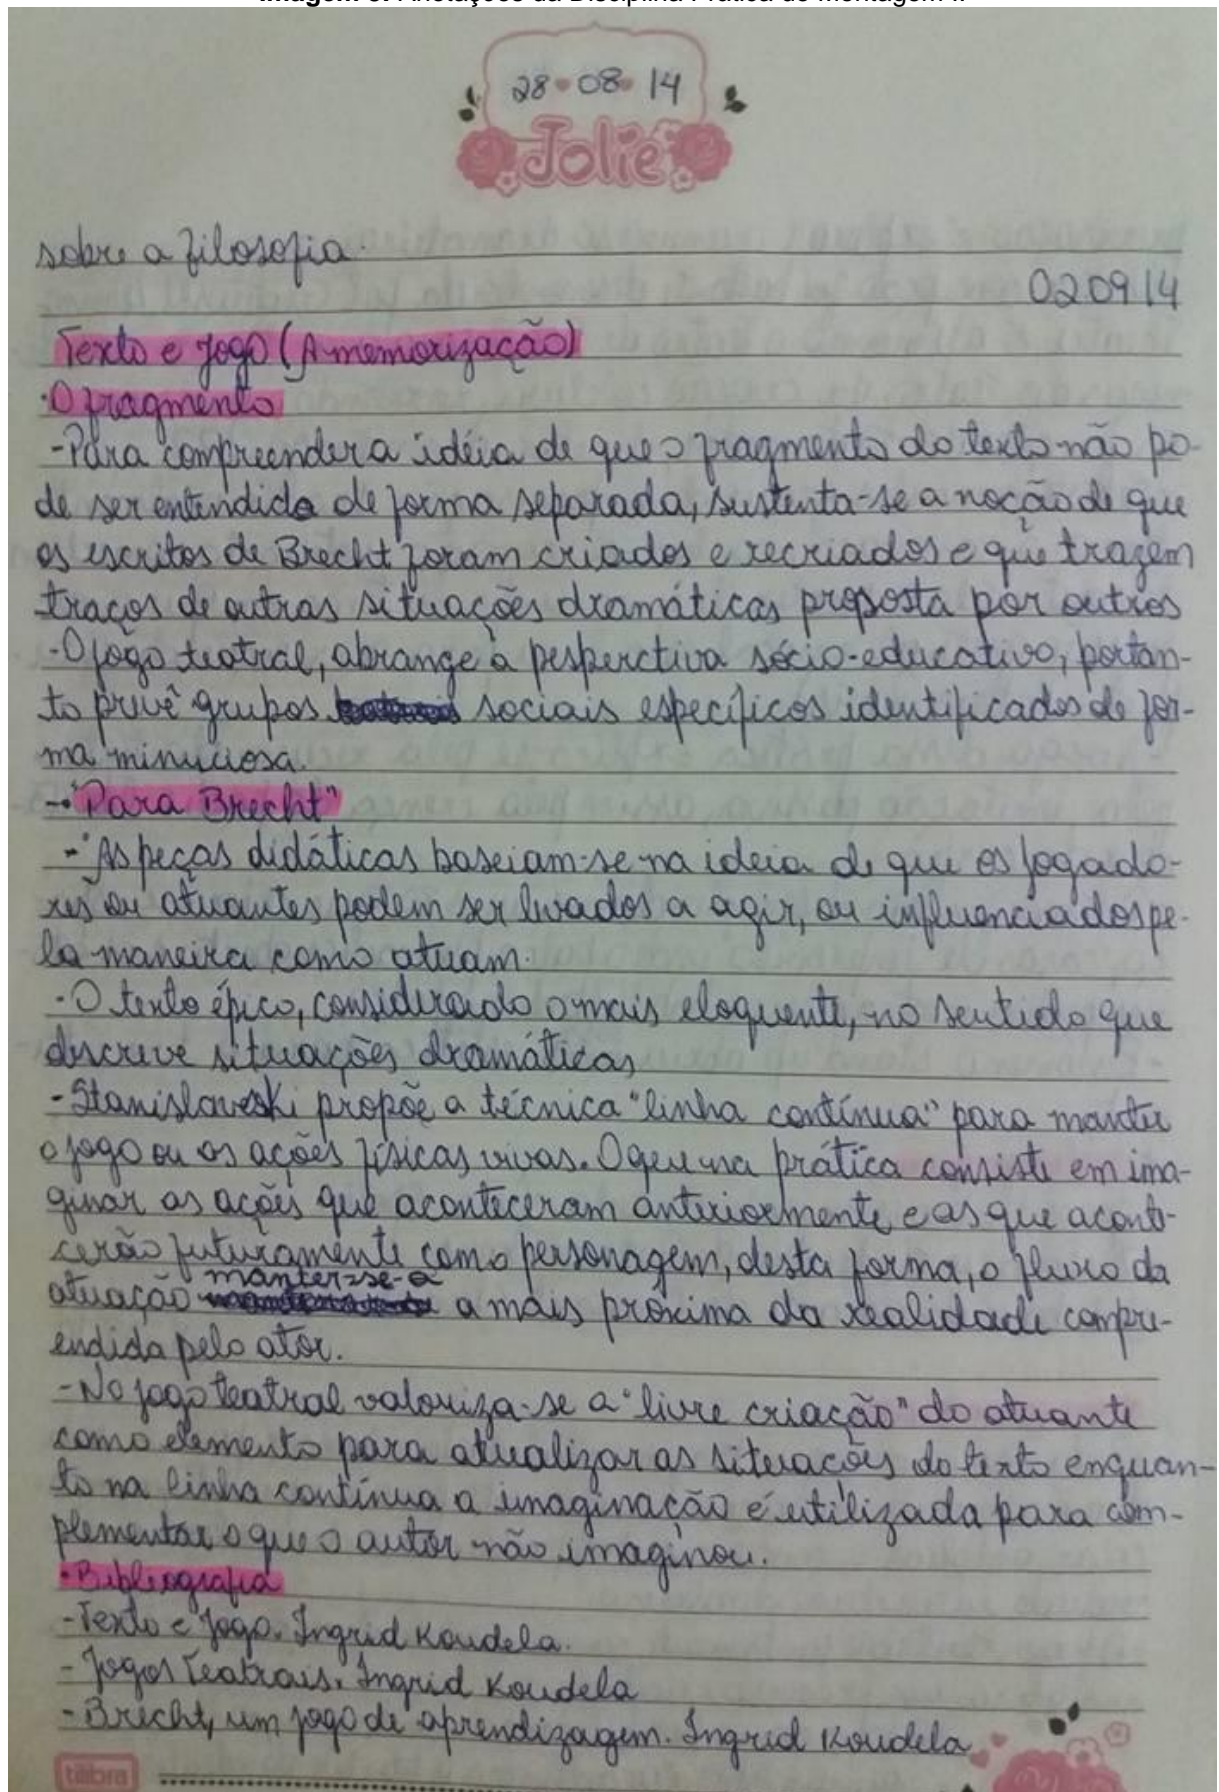 28 08 14
Jolie
sobre a filosofia.
020914
Texto e Jogo (A memorização)
·O fragmento
-Para compreender a idéia de que o fragmento do texto não po-
de ser entendido de forma separada, sustenta-se a noção de que
os escritos de Brecht foram criados e recriados e que trazem
traços de outras situações dramáticas proposta por outros
-O jogo teatral, abrange a pesperctiva sócio-educativo, portan-
to prevê grupos sociais específicos identificados de for-
ma minuciosa.
-"Para Brecht"
-"As peças didáticas baseiam-se na ideia de que os jogado-
res ou atuantes podem ser levados a agir, ou influenciados pe-
la maneira como atuam.
-O texto épico, considerado o mais eloquente, no sentido que
descreve situações dramáticas
-Stanislavski propõe a técnica "linha contínua" para manter
o jogo ou as ações físicas vivas. O que na prática consiste em ima-
ginar as ações que aconteceram anteriormente e as que aconte-
cerão futuramente como personagem, desta forma, o fluxo da
manter-se-a
atuação a mais próxima da realidade compre-
endida pelo ator.
-No jogo teatral valoriza-se a "livre criação" do atuante
como elemento para atualizar as situações do texto enquan-
to na linha contínua a imaginação é utilizada para com-
plementar o que o autor não imaginou.
·Bibliografia
-Texto e Jogo. Ingrid Koudela.
-Jogos Teatrais. Ingrid Koudela
-Brecht, um jogo de aprendizagem. Ingrid Koudela
tilibra